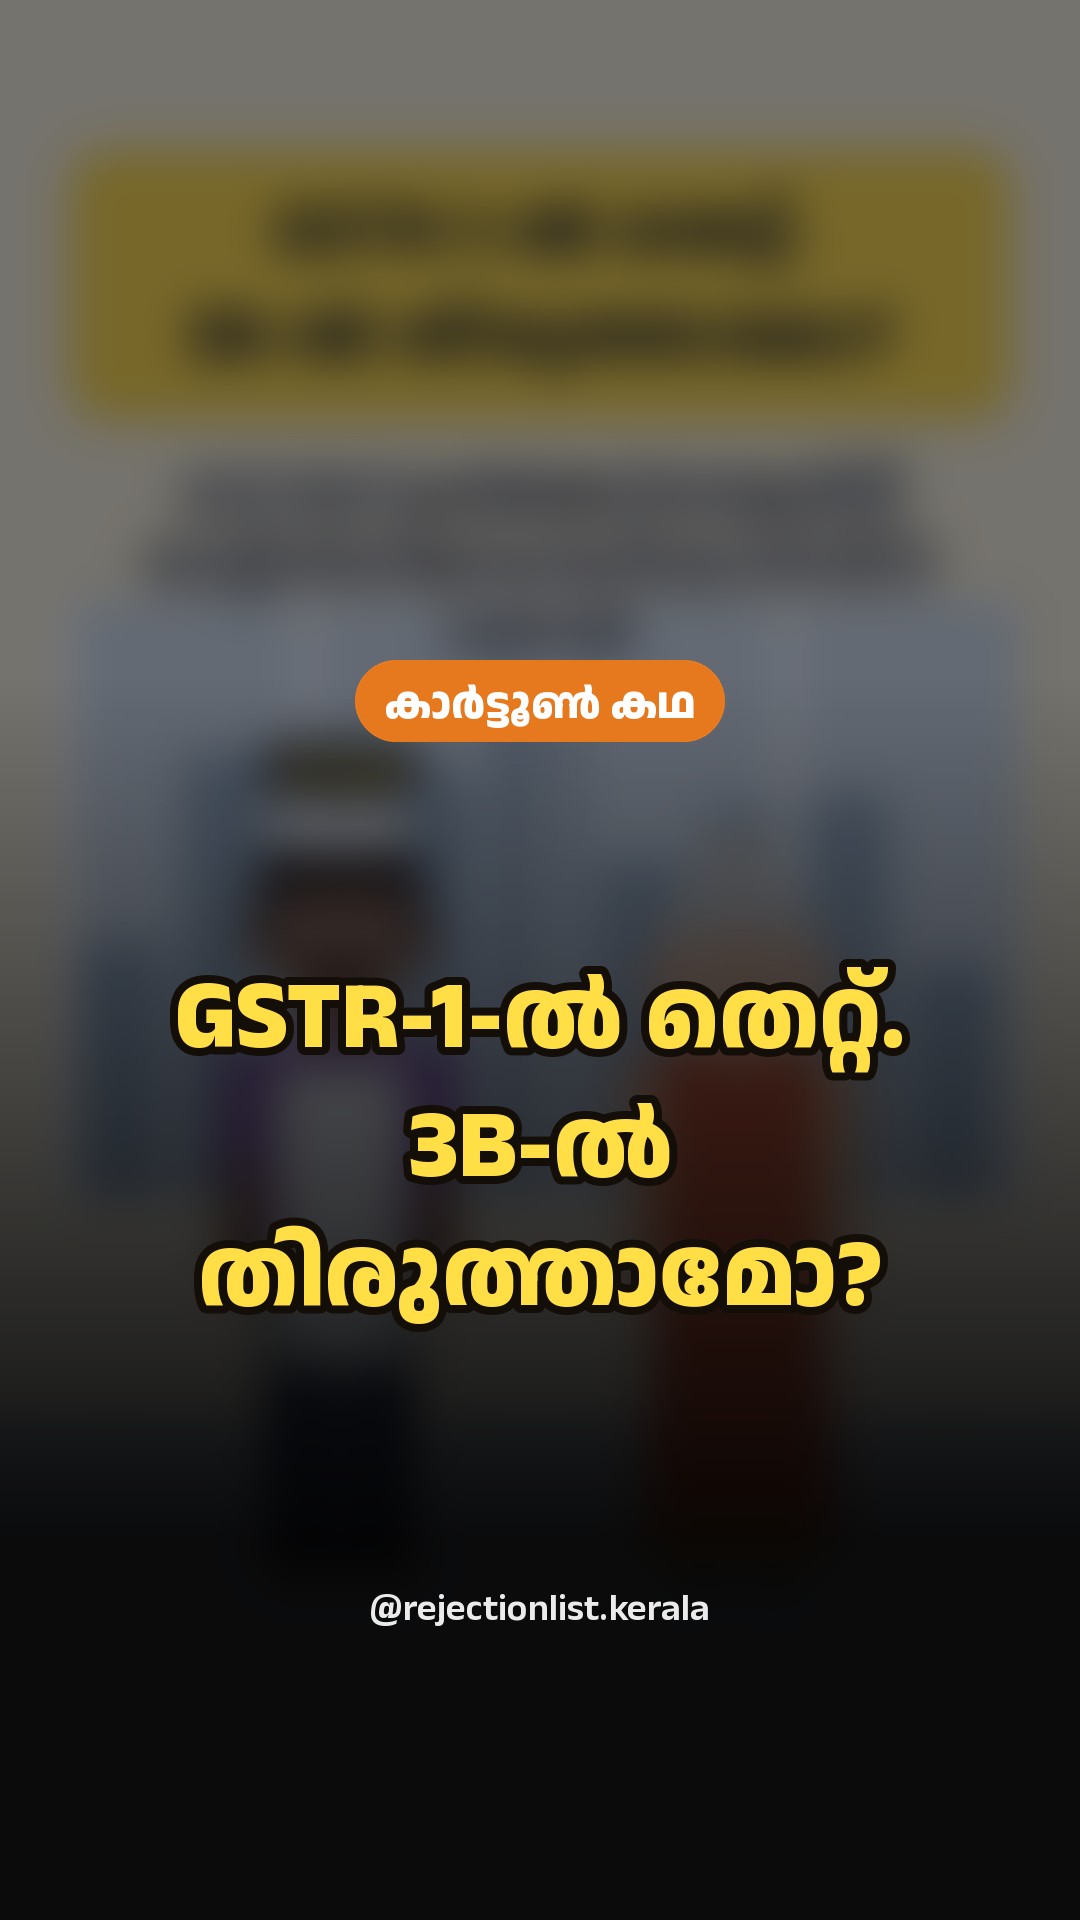 കാർട്ടൂൺ കഥ
GSTR-1-ൽ തെറ്റ്.
3B-ൽ
തിരുത്താമോ?
@rejectionlist.kerala